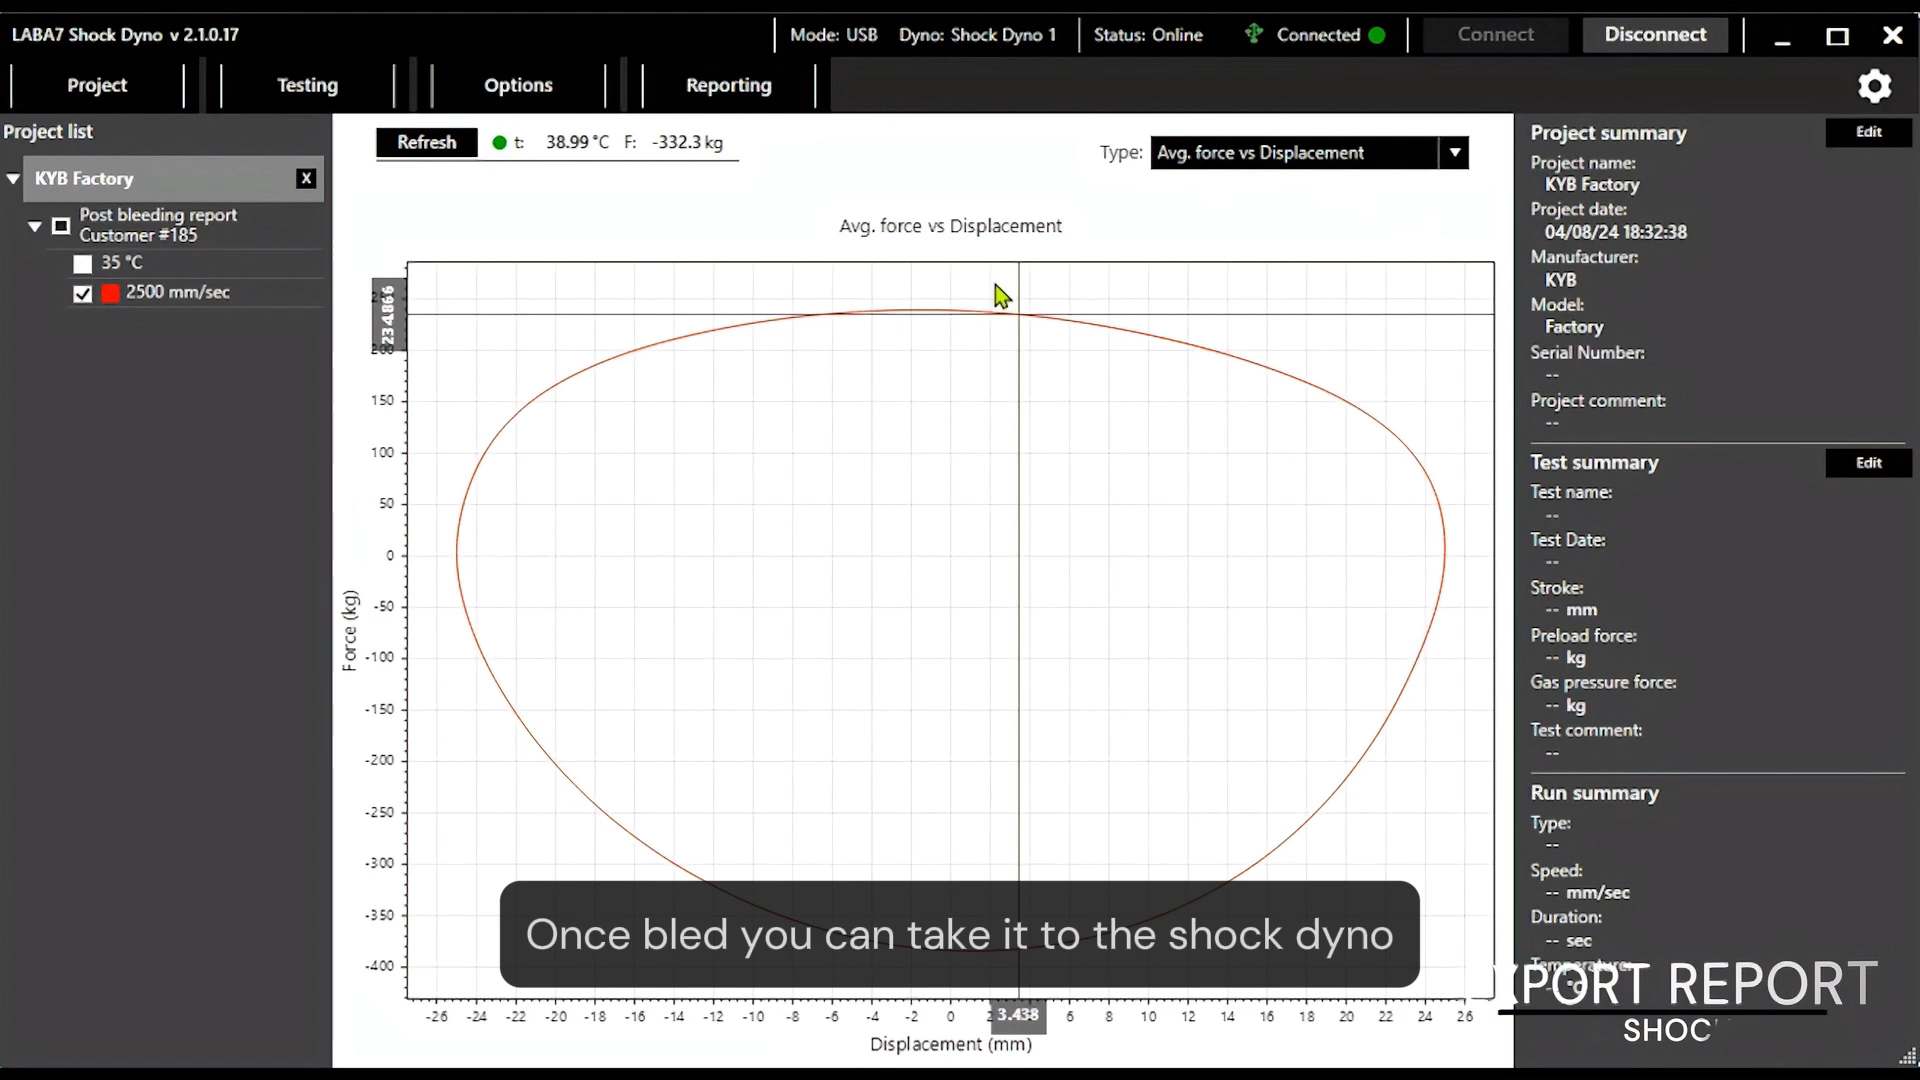 LABA7 Shock Dyno v 2.1.0.17
Mode: USB Dyno: Shock Dyno 1 Status: Online Connected Connect Disconnect
Project Testing Options Reporting
Project list
KYB Factory X
Post bleeding report
Customer #185
35 °C
2500 mm/sec
Refresh t: 38.99 °C F: -332.3 kg
Type: Avg. force vs Displacement
Avg. force vs Displacement
234.866
200
150
100
50
0
-50
-100
-150
-200
-250
-300
-350
-400
Force (kg)
-26 -24 -22 -20 -18 -16 -14 -12 -10 -8 -6 -4 -2 0 2 3.438 6 8 10 12 14 16 18 20 22 24 26
Displacement (mm)
Project summary Edit
Project name:
KYB Factory
Project date:
04/08/24 18:32:38
Manufacturer:
KYB
Model:
Factory
Serial Number:
--
Project comment:
--
Test summary Edit
Test name:
--
Test Date:
--
Stroke:
-- mm
Preload force:
-- kg
Gas pressure force:
-- kg
Test comment:
--
Run summary
Type:
--
Speed:
-- mm/sec
Duration:
-- sec
Temperature:
Once bled you can take it to the shock dyno
XPORT REPORT
SHOC